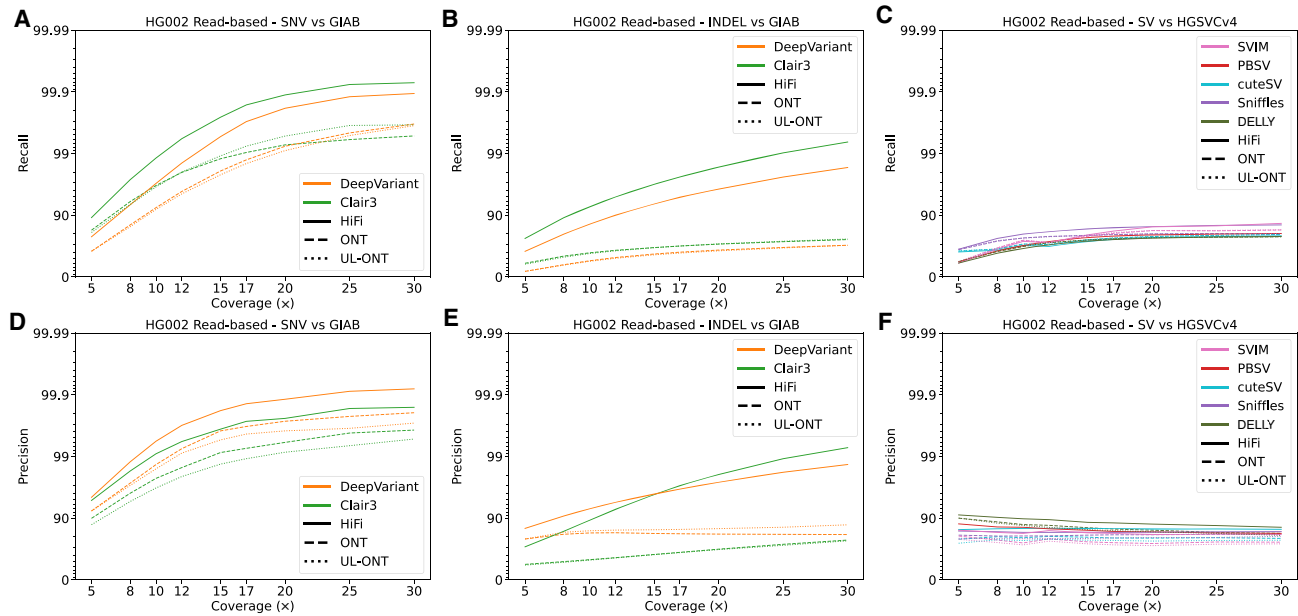 A
HG002 Read-based - SNV vs GIAB
99.99
99.9
99
90
0
Recall
DeepVariant
Clair3
HiFi
ONT
UL-ONT
5 8 10 12 15 17 20 25 30
Coverage (×)
B
HG002 Read-based - INDEL vs GIAB
99.99
99.9
99
90
0
Recall
DeepVariant
Clair3
HiFi
ONT
UL-ONT
5 8 10 12 15 17 20 25 30
Coverage (×)
C
HG002 Read-based - SV vs HGSVCv4
99.99
99.9
99
90
0
Recall
SVIM
PBSV
cuteSV
Sniffles
DELLY
HiFi
ONT
UL-ONT
5 8 10 12 15 17 20 25 30
Coverage (×)
D
HG002 Read-based - SNV vs GIAB
99.99
99.9
99
90
0
Precision
DeepVariant
Clair3
HiFi
ONT
UL-ONT
5 8 10 12 15 17 20 25 30
Coverage (×)
E
HG002 Read-based - INDEL vs GIAB
99.99
99.9
99
90
0
Precision
DeepVariant
Clair3
HiFi
ONT
UL-ONT
5 8 10 12 15 17 20 25 30
Coverage (×)
F
HG002 Read-based - SV vs HGSVCv4
99.99
99.9
99
90
0
Precision
SVIM
PBSV
cuteSV
Sniffles
DELLY
HiFi
ONT
UL-ONT
5 8 10 12 15 17 20 25 30
Coverage (×)